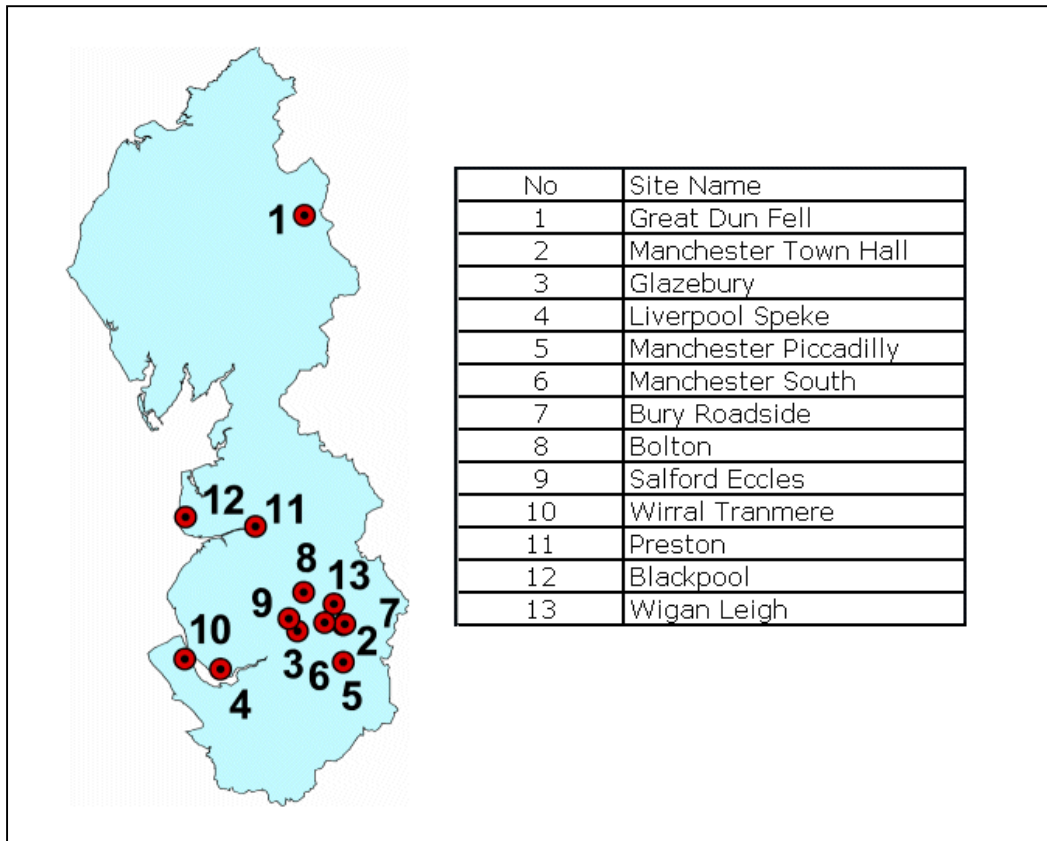 1
12
11
8
13
9
7
10
2
3
6
5
4
No Site Name
1 Great Dun Fell
2 Manchester Town Hall
3 Glazebury
4 Liverpool Speke
5 Manchester Piccadilly
6 Manchester South
7 Bury Roadside
8 Bolton
9 Salford Eccles
10 Wirral Tranmere
11 Preston
12 Blackpool
13 Wigan Leigh